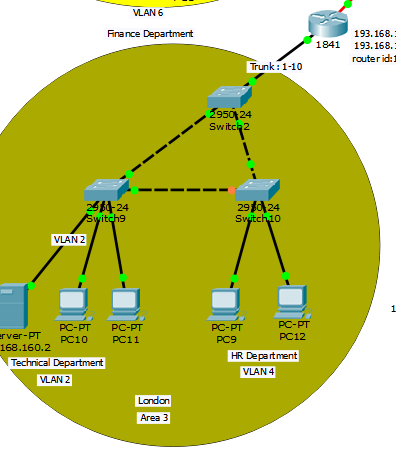 VLAN 6
Finance Department
1841
193.168.1
193.168.
router id:1
Trunk : 1-10
2950-24
Switch2
2950-24
Switch9
2950-24
Switch10
VLAN 2
erver-PT
168.160.2
PC-PT
PC10
PC-PT
PC11
PC-PT
PC9
PC-PT
PC12
Technical Department
VLAN 2
HR Department
VLAN 4
London
Area 3
1